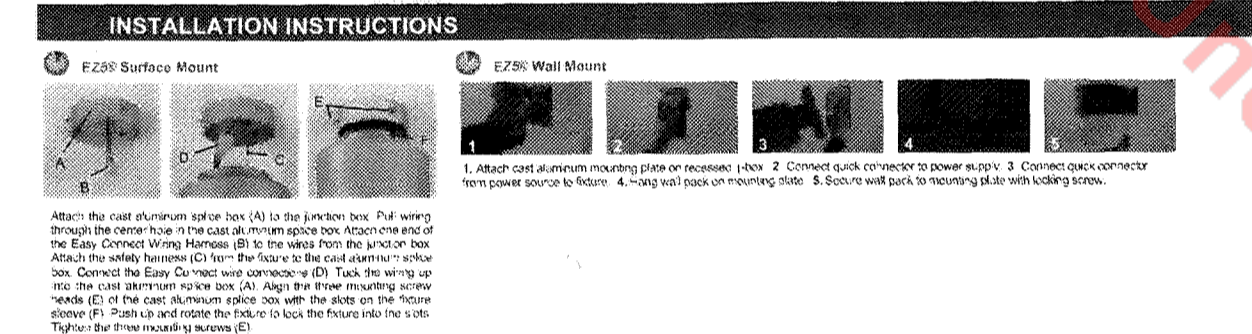 INSTALLATION INSTRUCTIONS
EZ5® Surface Mount
A
B
D
C
E
F
Attach the cast aluminum splice box (A) to the junction box. Pull wiring
through the center hole in the cast aluminum splice box. Attach one end of
the Easy Connect Wiring Harness (B) to the wires from the junction box.
Attach the safety harness (C) from the fixture to the cast aluminum splice
box. Connect the Easy Connect wire connections (D). Tuck the wiring up
into the cast aluminum splice box (A). Align the three mounting screw
heads (E) of the cast aluminum splice box with the slots on the fixture
sleeve (F). Push up and rotate the fixture to lock the fixture into the slots.
Tighten the three mounting screws (E).
EZ5® Wall Mount
1
2
3
4
5
1. Attach cast aluminum mounting plate on recessed j-box. 2. Connect quick connector to power supply. 3. Connect quick connector
from power source to fixture. 4. Hang wall pack on mounting plate. 5. Secure wall pack to mounting plate with locking screw.